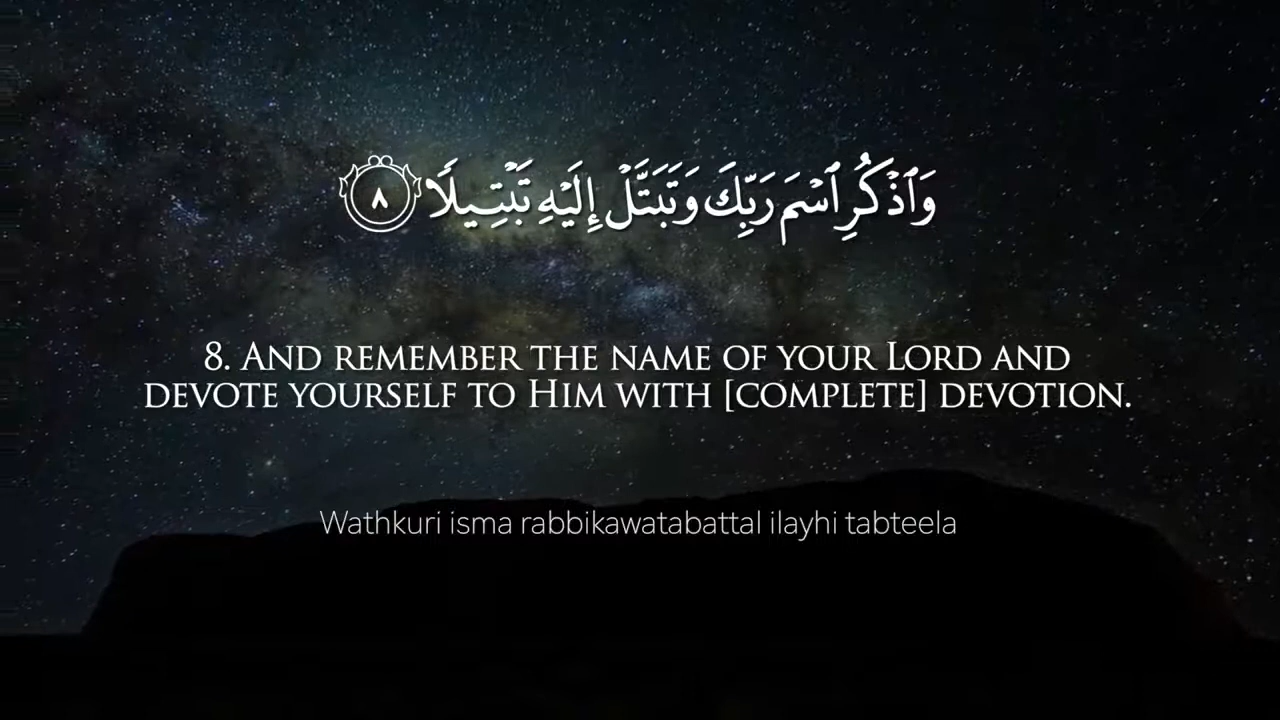 وَٱذۡكُرِ ٱسۡمَ رَبِّكَ وَتَبَتَّلۡ إِلَيۡهِ تَبۡتِيلًا ٨
8. And remember the name of your Lord and
devote yourself to Him with [complete] devotion.
Wathkuri isma rabbikawatabattal ilayhi tabteela